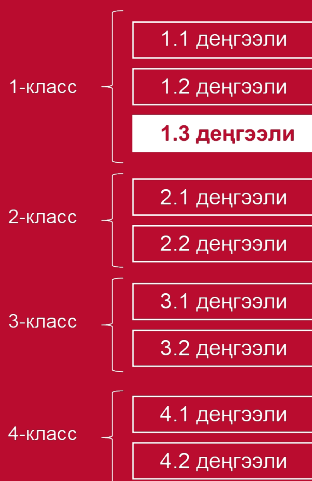 1-класс
1.1 деңгээли
1.2 деңгээли
1.3 деңгээли
2-класс
2.1 деңгээли
2.2 деңгээли
3-класс
3.1 деңгээли
3.2 деңгээли
4-класс
4.1 деңгээли
4.2 деңгээли